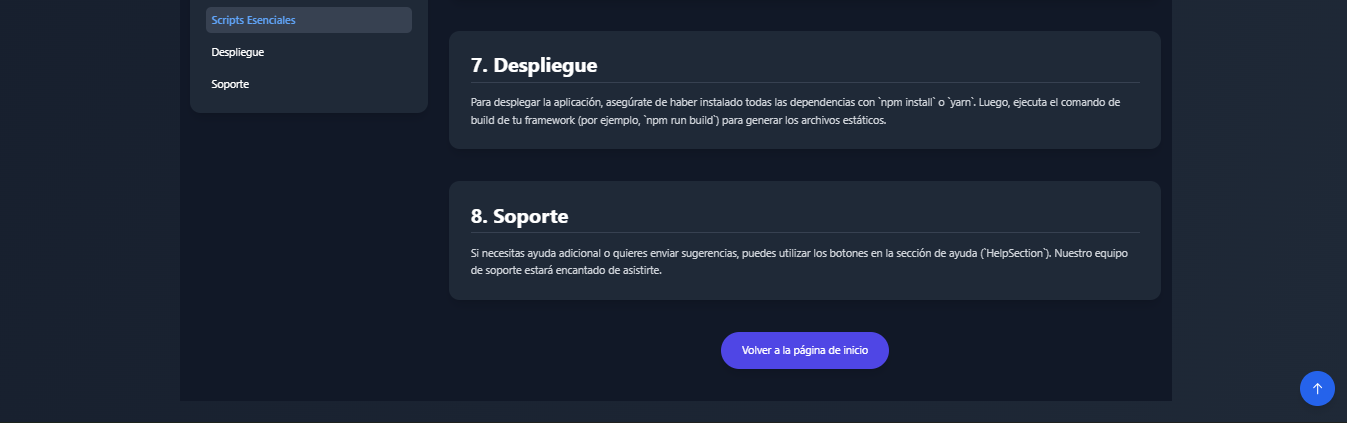 Scripts Esenciales
Despliegue
Soporte
7. Despliegue
Para desplegar la aplicación, asegúrate de haber instalado todas las dependencias con `npm install` o `yarn`. Luego, ejecuta el comando de
build de tu framework (por ejemplo, `npm run build`) para generar los archivos estáticos.
8. Soporte
Si necesitas ayuda adicional o quieres enviar sugerencias, puedes utilizar los botones en la sección de ayuda (`HelpSection`). Nuestro equipo
de soporte estará encantado de asistirte.
Volver a la página de inicio